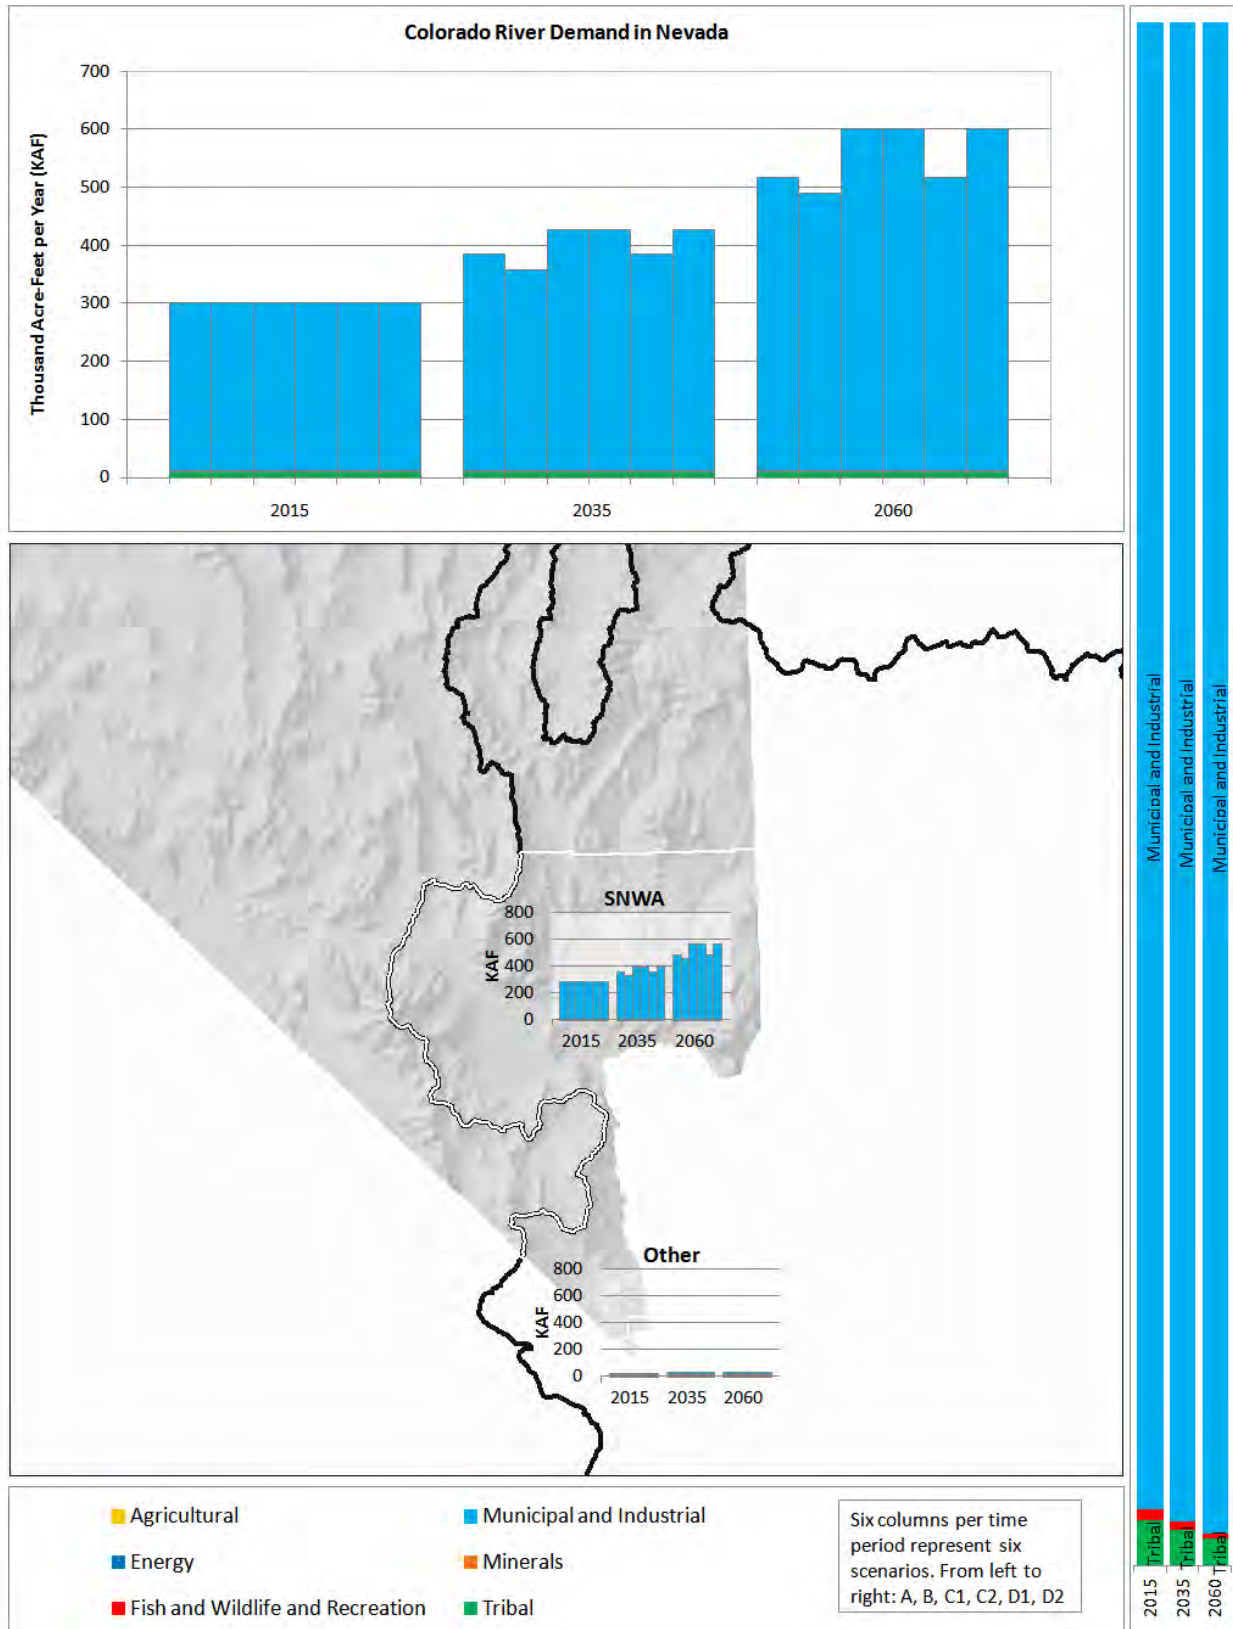 Colorado River Demand in Nevada
Thousand Acre-Feet per Year (KAF)
700
600
500
400
300
200
100
0
2015
2035
2060
SNWA
KAF
800
600
400
200
0
2015
2035
2060
Other
KAF
800
600
400
200
0
2015
2035
2060
Agricultural
Municipal and Industrial
Energy
Minerals
Fish and Wildlife and Recreation
Tribal
Six columns per time
period represent six
scenarios. From left to
right: A, B, C1, C2, D1, D2
Municipal and Industrial
Municipal and Industrial
Municipal and Industrial
Tribal
Tribal
Tribal
2015
2035
2060